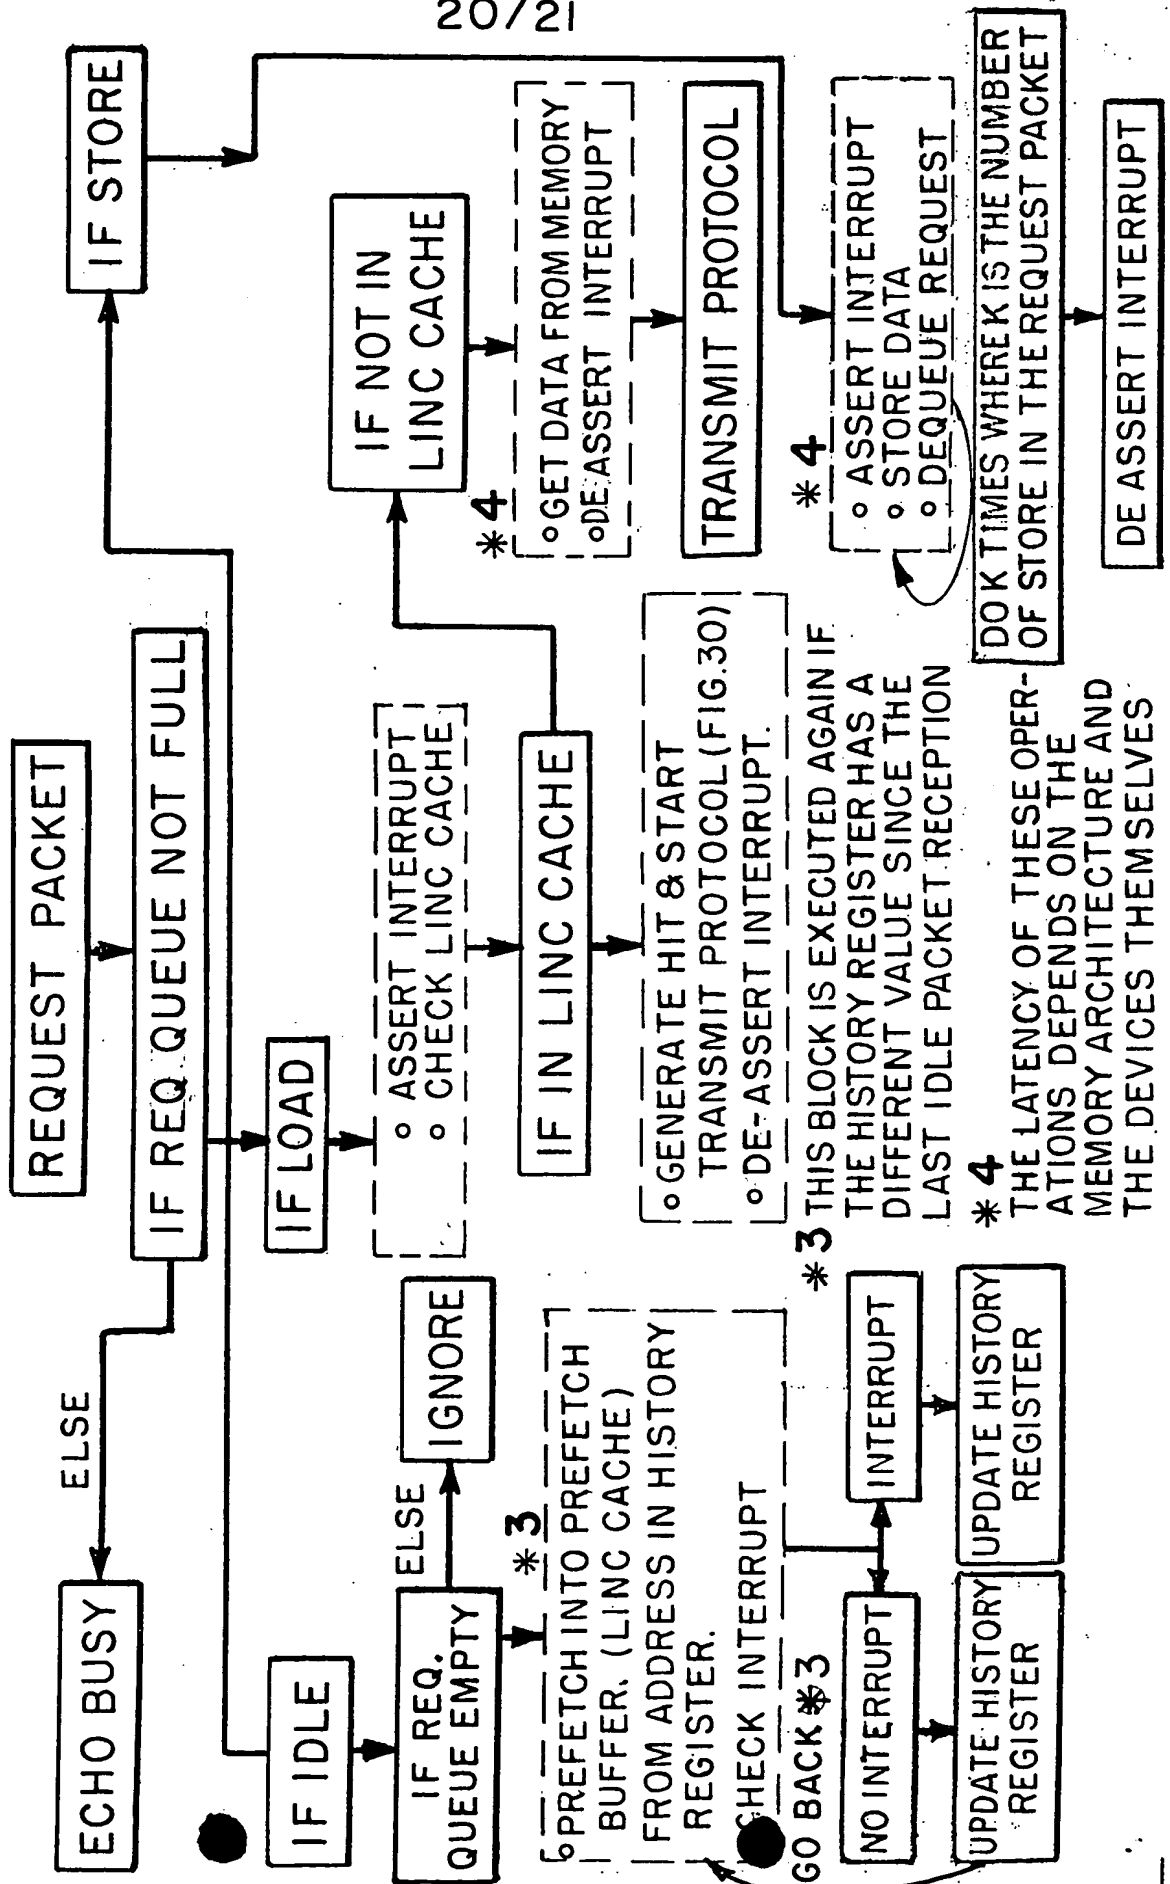 20/21
REQUEST PACKET
IF REQ. QUEUE NOT FULL
ELSE
ECHO BUSY
IF IDLE
IF LOAD
IF STORE
IF REQ.
QUEUE EMPTY
ELSE
IGNORE
*3
○ PREFETCH INTO PREFETCH
BUFFER. (LINC CACHE)
FROM ADDRESS IN HISTORY
REGISTER.
CHECK INTERRUPT
GO BACK *3
NO INTERRUPT
INTERRUPT
UPDATE HISTORY
REGISTER
UPDATE HISTORY
REGISTER
○ ASSERT INTERRUPT
○ CHECK LINC CACHE.
IF IN LINC CACHE
○ GENERATE HIT & START
TRANSMIT PROTOCOL (FIG.30)
○ DE-ASSERT INTERRUPT.
IF NOT IN
LINC CACHE
*4
○ GET DATA FROM MEMORY
○ DE ASSERT INTERRUPT
TRANSMIT PROTOCOL
*4
○ ASSERT INTERRUPT
○ STORE DATA
○ DEQUEUE REQUEST
DO K TIMES WHERE K IS THE NUMBER
OF STORE IN THE REQUEST PACKET
DE ASSERT INTERRUPT
*3 THIS BLOCK IS EXECUTED AGAIN IF
THE HISTORY REGISTER HAS A
DIFFERENT VALUE SINCE THE
LAST IDLE PACKET RECEPTION
*4
THE LATENCY OF THESE OPER-
ATIONS DEPENDS ON THE
MEMORY ARCHITECTURE AND
THE DEVICES THEMSELVES